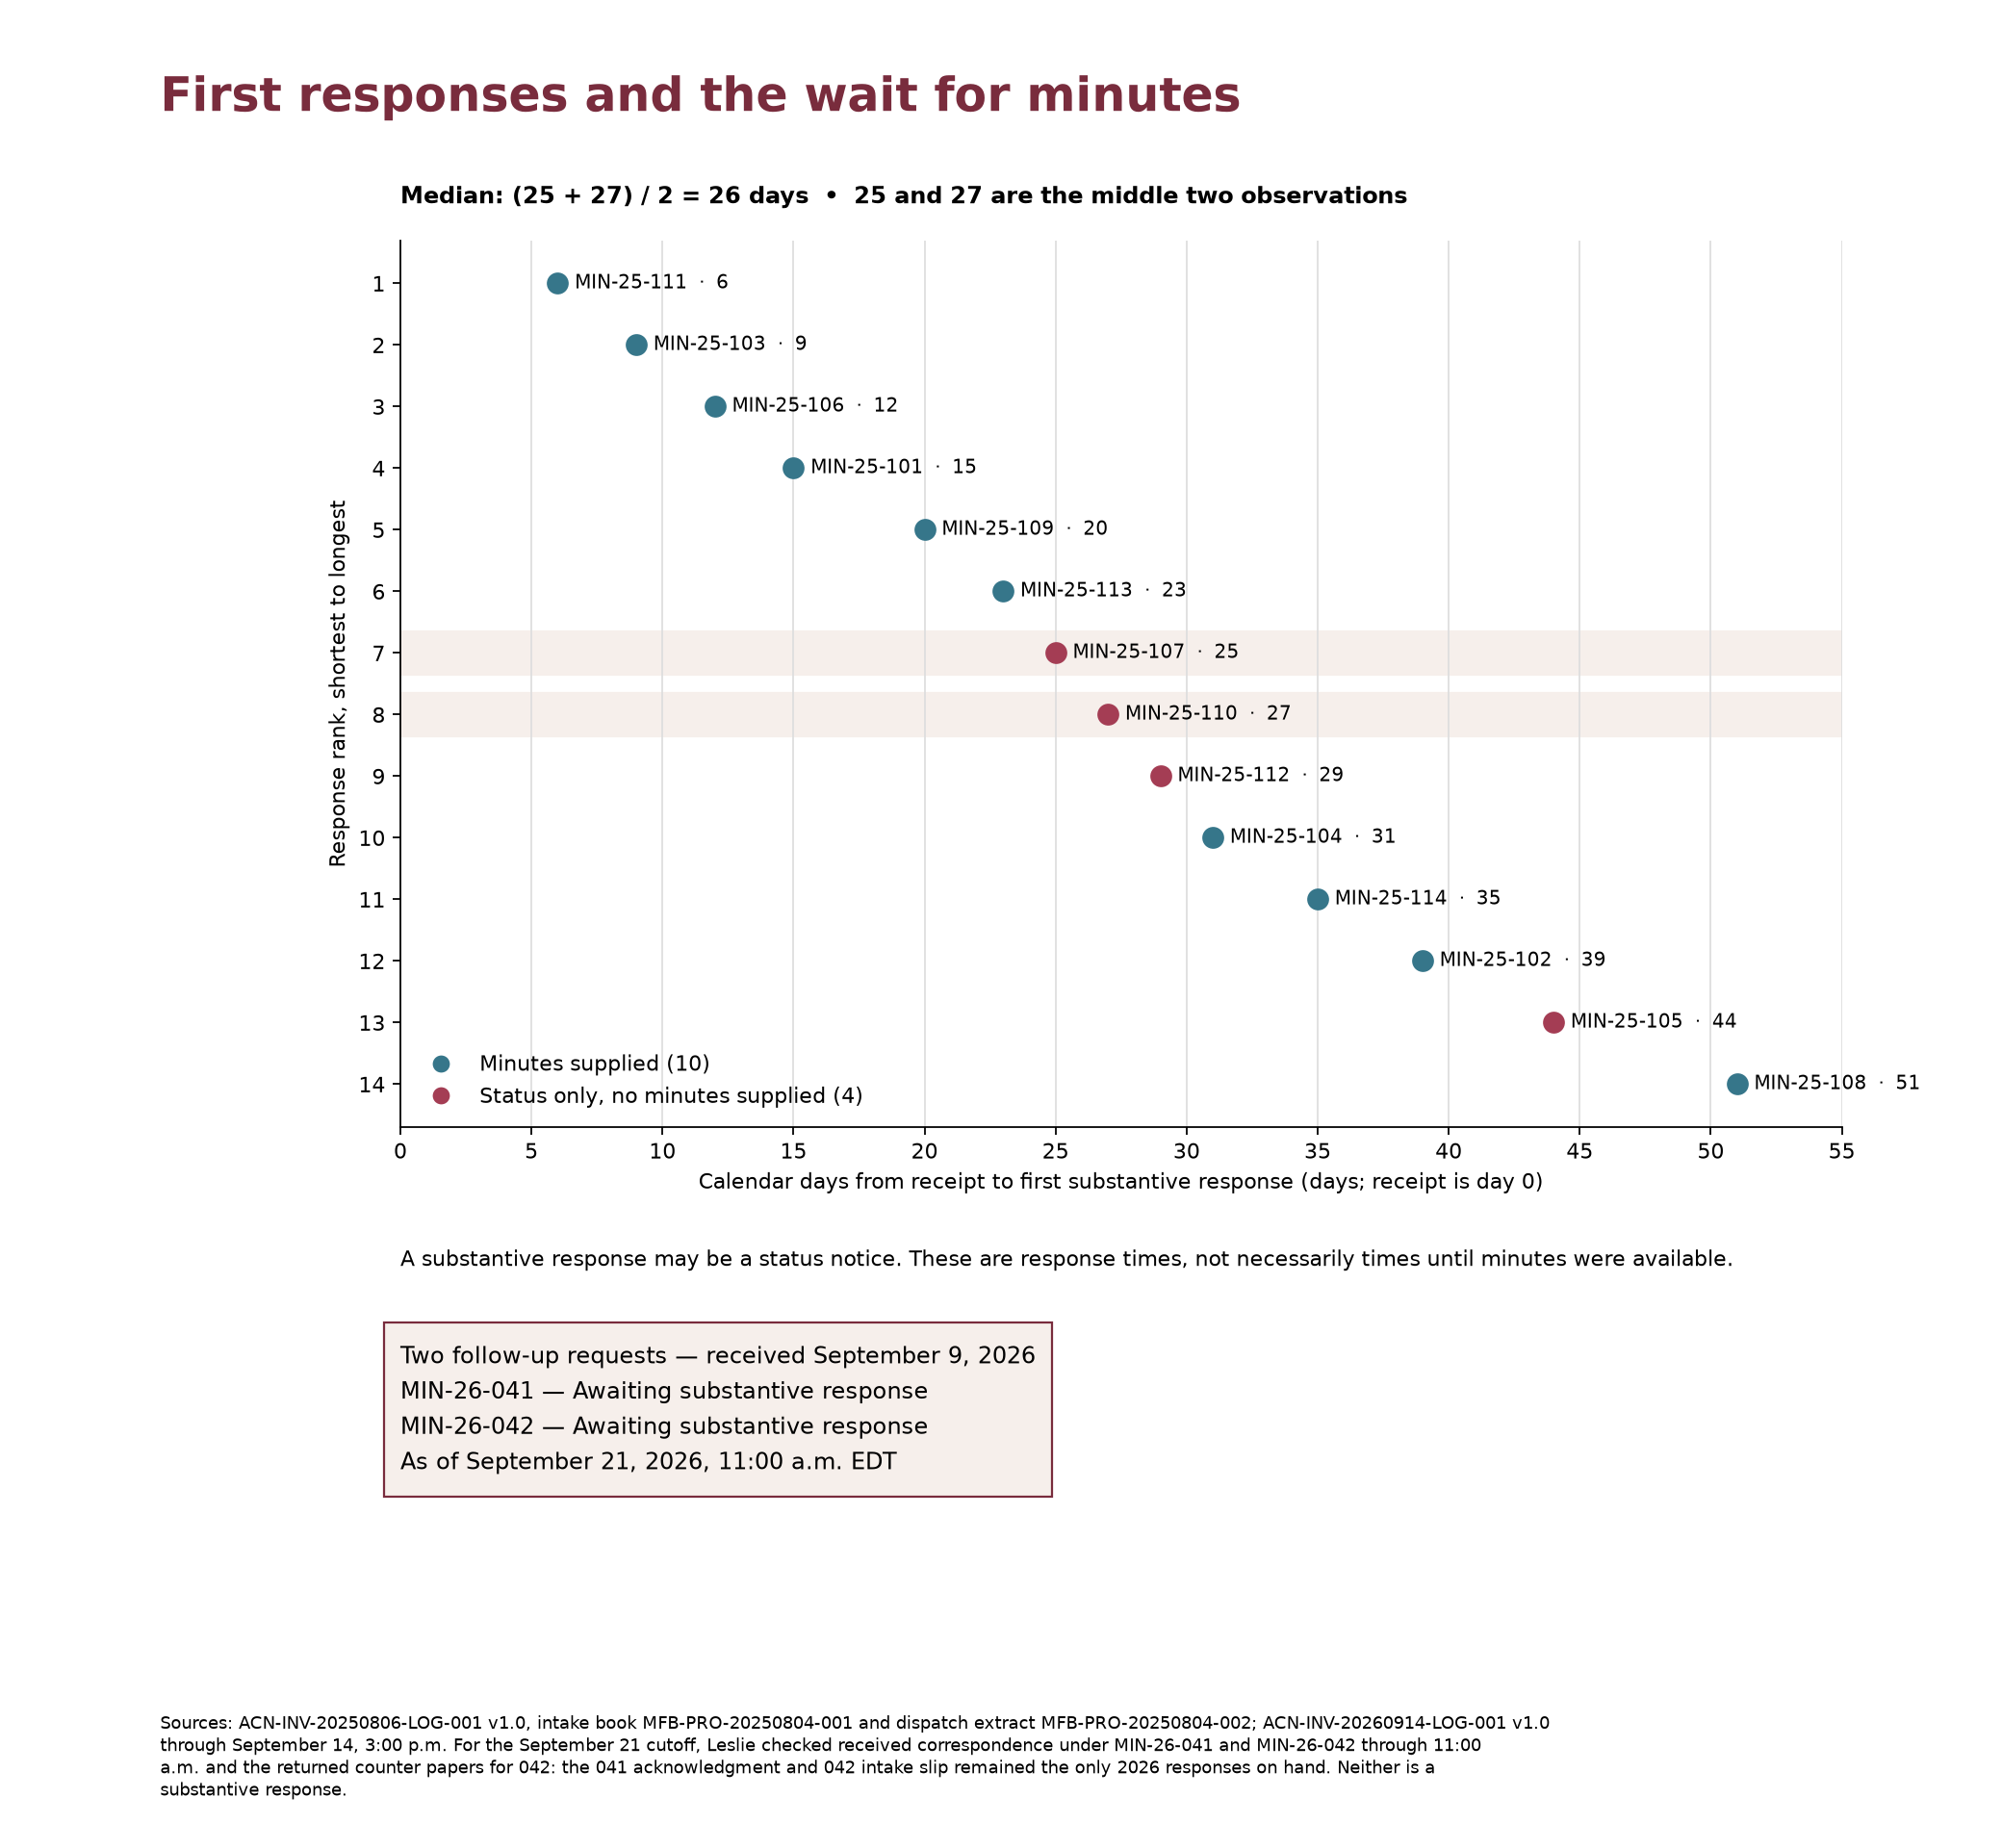 First responses and the wait for minutes
Median: (25 + 27) / 2 = 26 days • 25 and 27 are the middle two observations
Response rank, shortest to longest
1
MIN-25-111 · 6
2
MIN-25-103 · 9
3
MIN-25-106 · 12
4
MIN-25-101 · 15
5
MIN-25-109 · 20
6
MIN-25-113 · 23
7
MIN-25-107 · 25
8
MIN-25-110 · 27
9
MIN-25-112 · 29
10
MIN-25-104 · 31
11
MIN-25-114 · 35
12
MIN-25-102 · 39
13
MIN-25-105 · 44
14
MIN-25-108 · 51
Minutes supplied (10)
Status only, no minutes supplied (4)
0 5 10 15 20 25 30 35 40 45 50 55
Calendar days from receipt to first substantive response (days; receipt is day 0)
A substantive response may be a status notice. These are response times, not necessarily times until minutes were available.
Two follow-up requests — received September 9, 2026
MIN-26-041 — Awaiting substantive response
MIN-26-042 — Awaiting substantive response
As of September 21, 2026, 11:00 a.m. EDT
Sources: ACN-INV-20250806-LOG-001 v1.0, intake book MFB-PRO-20250804-001 and dispatch extract MFB-PRO-20250804-002; ACN-INV-20260914-LOG-001 v1.0
through September 14, 3:00 p.m. For the September 21 cutoff, Leslie checked received correspondence under MIN-26-041 and MIN-26-042 through 11:00
a.m. and the returned counter papers for 042: the 041 acknowledgment and 042 intake slip remained the only 2026 responses on hand. Neither is a
substantive response.